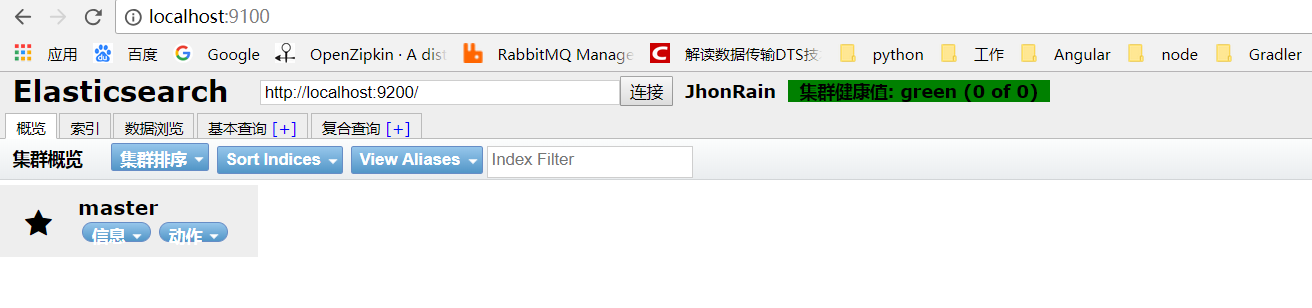 localhost:9100
应用 百度 Google OpenZipkin · A dist RabbitMQ Manage 解读数据传输DTS技 python 工作 Angular node Gradler
Elasticsearch http://localhost:9200/ 连接 JhonRain 集群健康值: green (0 of 0)
概览 索引 数据浏览 基本查询 [+] 复合查询 [+]
集群概览 集群排序 Sort Indices View Aliases Index Filter
master
信息 动作